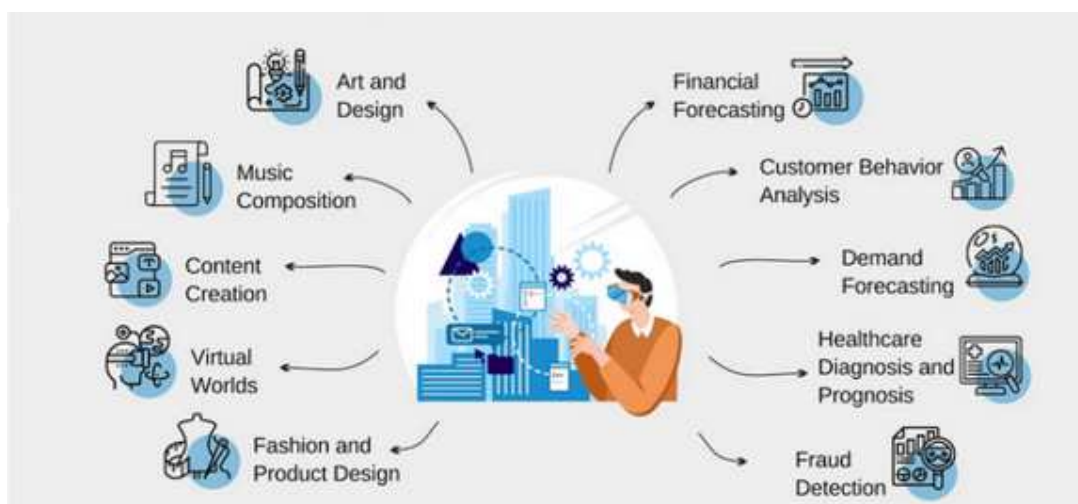 Art and
Design
Music
Composition
Content
Creation
Virtual
Worlds
Fashion and
Product Design
Financial
Forecasting
Customer Behavior
Analysis
Demand
Forecasting
Healthcare
Diagnosis and
Prognosis
Fraud
Detection